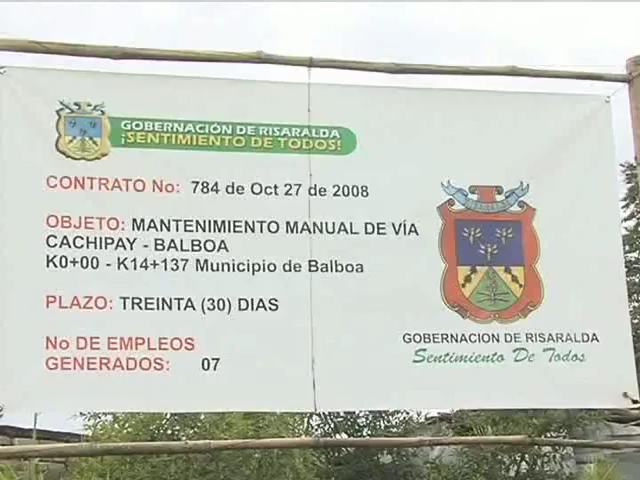 GOBERNACIÓN DE RISARALDA
¡SENTIMIENTO DE TODOS!
CONTRATO No: 784 de Oct 27 de 2008
OBJETO: MANTENIMIENTO MANUAL DE VÍA
CACHIPAY - BALBOA
K0+00 - K14+137 Municipio de Balboa
PLAZO: TREINTA (30) DIAS
No DE EMPLEOS
GENERADOS: 07
GOBERNACION DE RISARALDA
Sentimiento De Todos